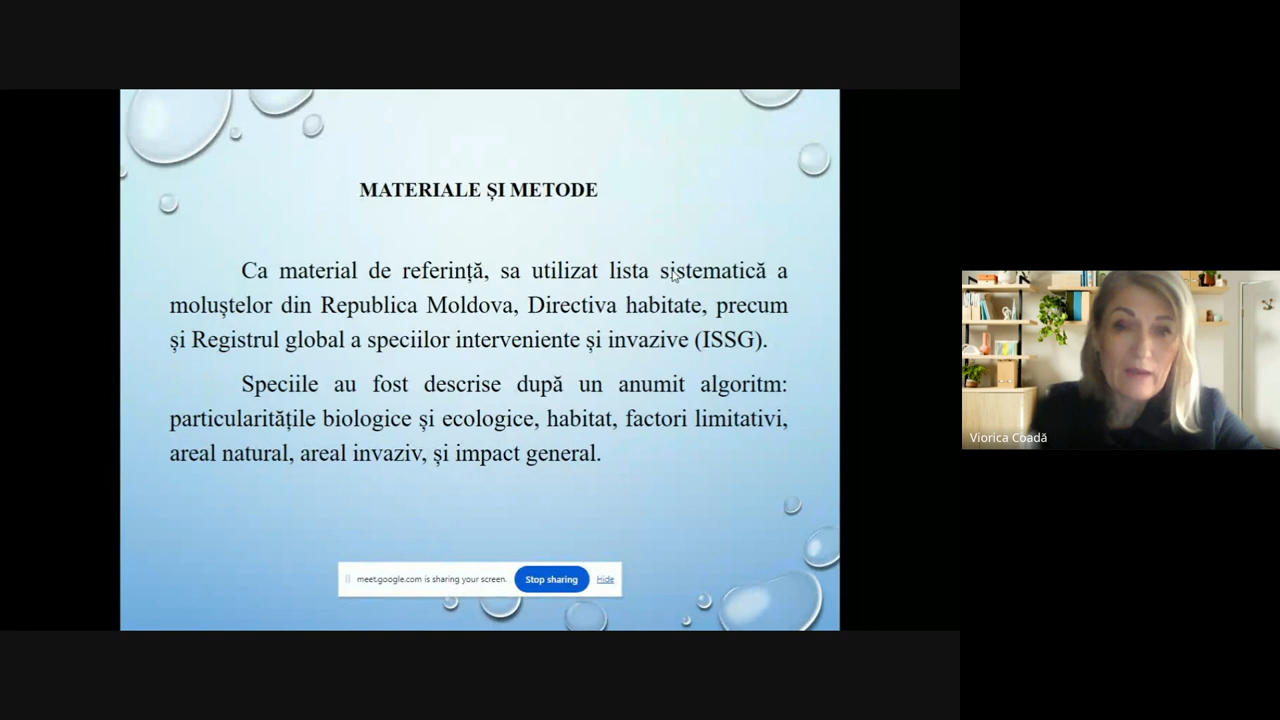 MATERIALE ȘI METODE
Ca material de referință, sa utilizat lista sistematică a
moluștelor din Republica Moldova, Directiva habitate, precum
și Registrul global a speciilor interveniente și invazive (ISSG).
Speciile au fost descrise după un anumit algoritm:
particularitățile biologice și ecologice, habitat, factori limitativi,
areal natural, areal invaziv, și impact general.
meet.google.com is sharing your screen. Stop sharing Hide
Viorica Coadă